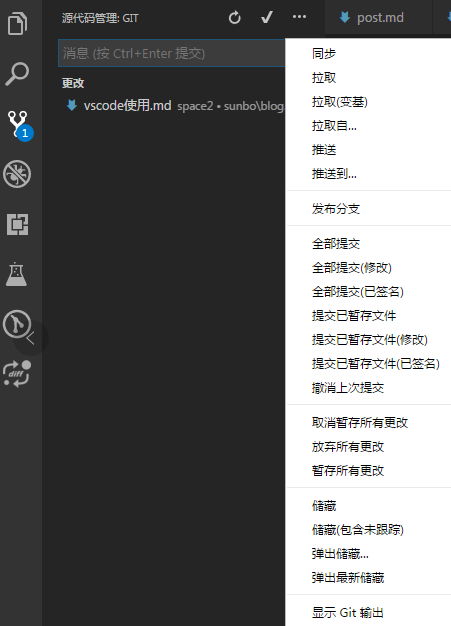 源代码管理: GIT
post.md
消息 (按 Ctrl+Enter 提交)
更改
vscode使用.md space2 • sunbo\blog.
1
diff
同步
拉取
拉取(变基)
拉取自...
推送
推送到...
发布分支
全部提交
全部提交(修改)
全部提交(已签名)
提交已暂存文件
提交已暂存文件(修改)
提交已暂存文件(已签名)
撤消上次提交
取消暂存所有更改
放弃所有更改
暂存所有更改
储藏
储藏(包含未跟踪)
弹出储藏...
弹出最新储藏
显示 Git 输出